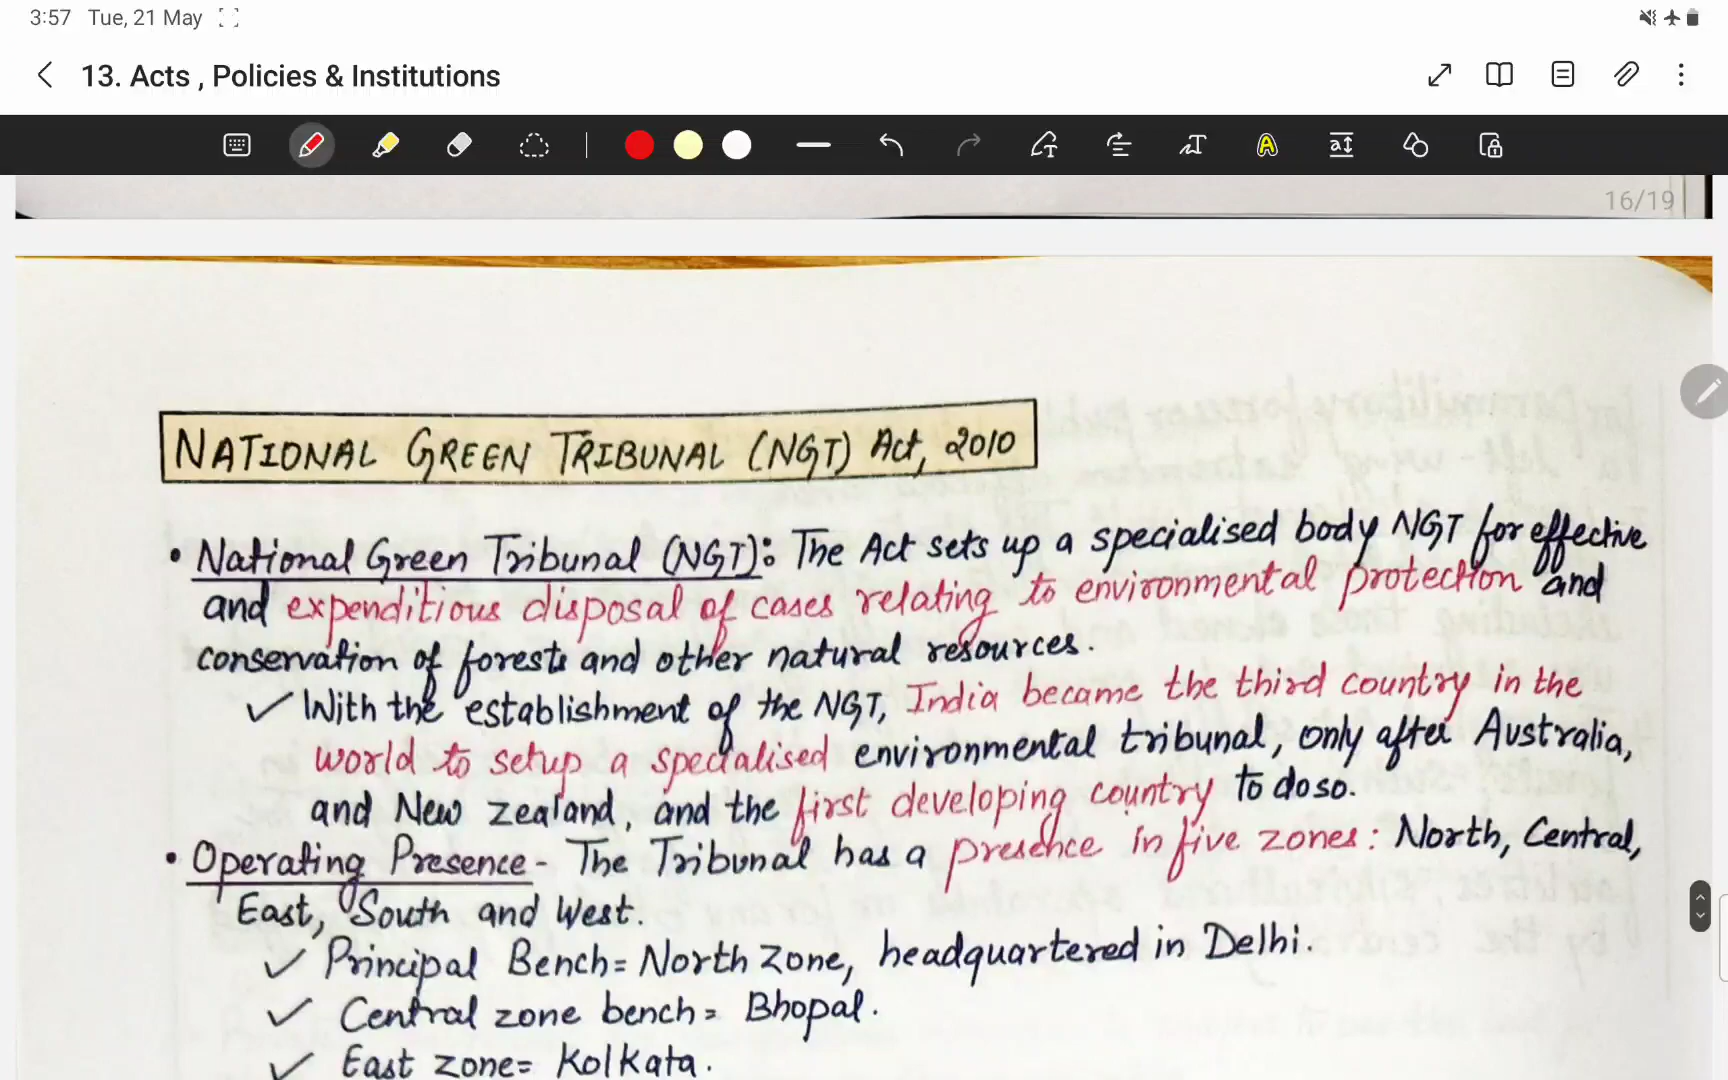 3:57 Tue, 21 May
13. Acts , Policies & Institutions
16/19
NATIONAL GREEN TRIBUNAL (NGT) Act, 2010
• National Green Tribunal (NGT): The Act sets up a specialised body NGT for effective
and expenditious disposal of cases relating to environmental protection and
conservation of forests and other natural resources.
✓ With the establishment of the NGT, India became the third country in the
world to setup a specialised environmental tribunal, only after Australia,
and New Zealand, and the first developing country to do so.
• Operating Presence - The Tribunal has a presence in five zones: North, Central,
East, South and West.
✓ Principal Bench = North Zone, headquartered in Delhi.
✓ Central zone bench = Bhopal.
✓ East zone = Kolkata.